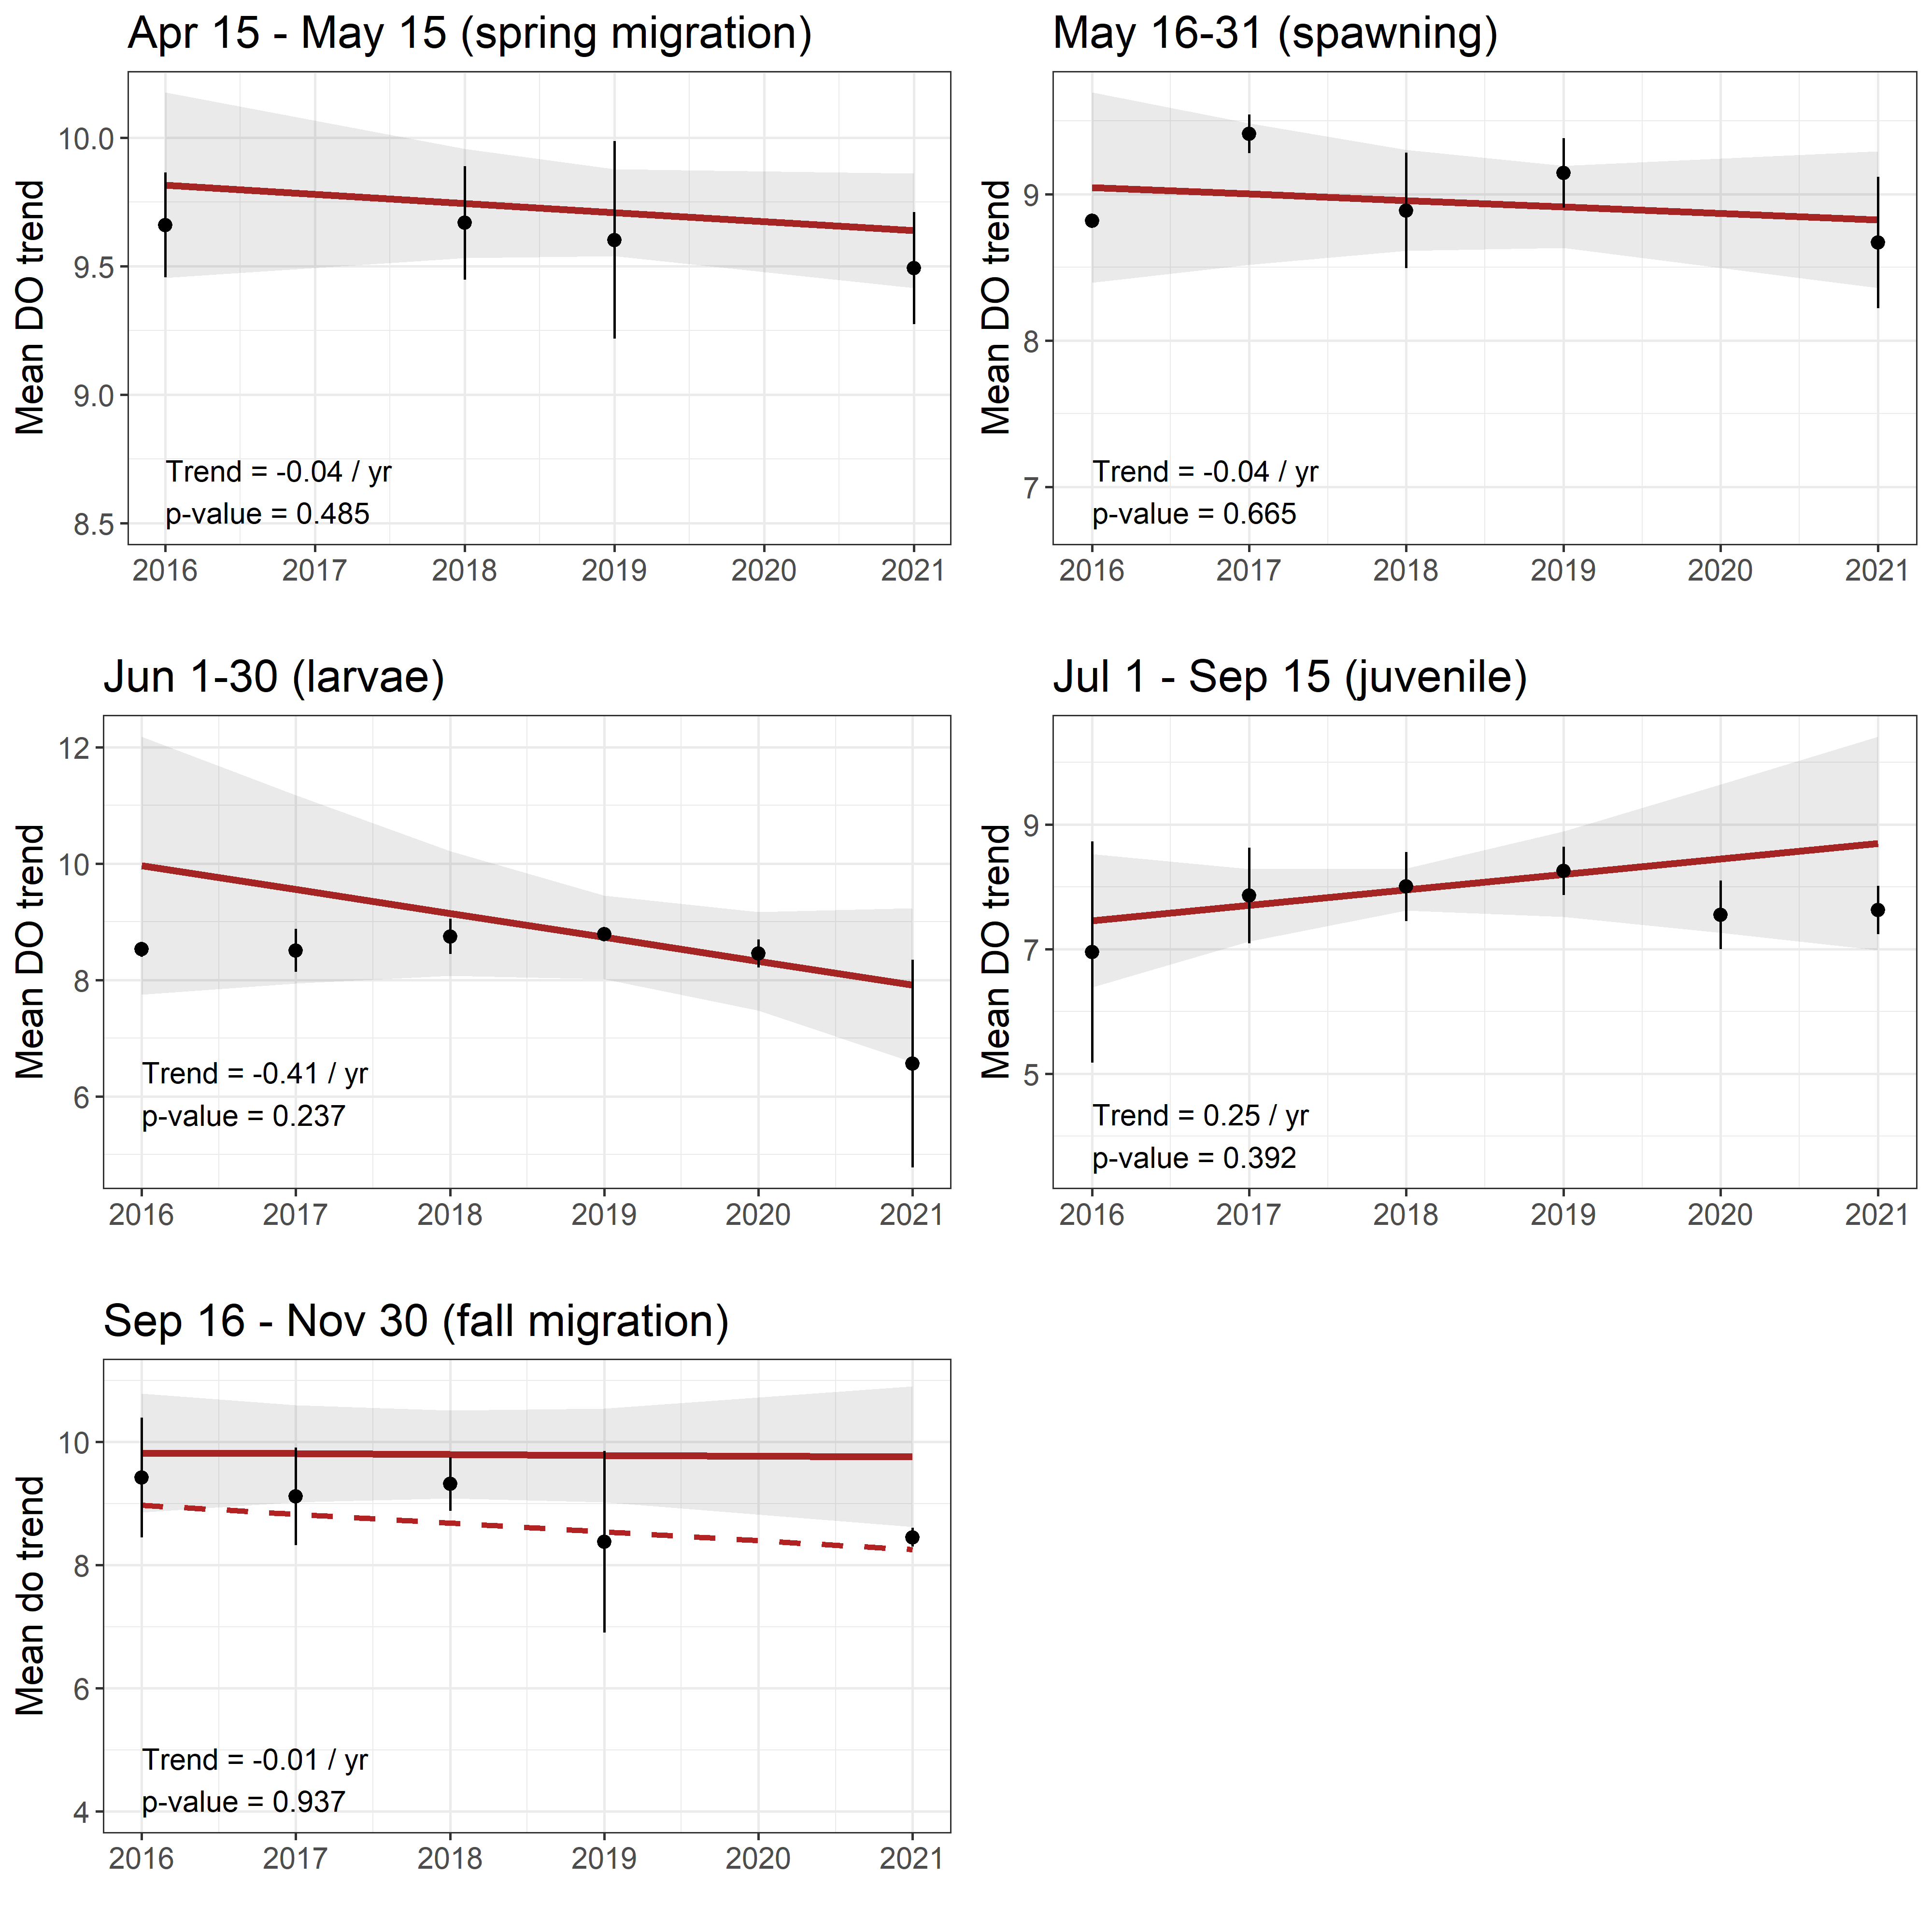 Apr 15 - May 15 (spring migration)
Mean DO trend
10.0
9.5
9.0
8.5
Trend = -0.04 / yr
p-value = 0.485
2016 2017 2018 2019 2020 2021
May 16-31 (spawning)
Mean DO trend
9
8
7
Trend = -0.04 / yr
p-value = 0.665
2016 2017 2018 2019 2020 2021
Jun 1-30 (larvae)
Mean DO trend
12
10
8
6
Trend = -0.41 / yr
p-value = 0.237
2016 2017 2018 2019 2020 2021
Jul 1 - Sep 15 (juvenile)
Mean DO trend
9
7
5
Trend = 0.25 / yr
p-value = 0.392
2016 2017 2018 2019 2020 2021
Sep 16 - Nov 30 (fall migration)
Mean do trend
10
8
6
4
Trend = -0.01 / yr
p-value = 0.937
2016 2017 2018 2019 2020 2021